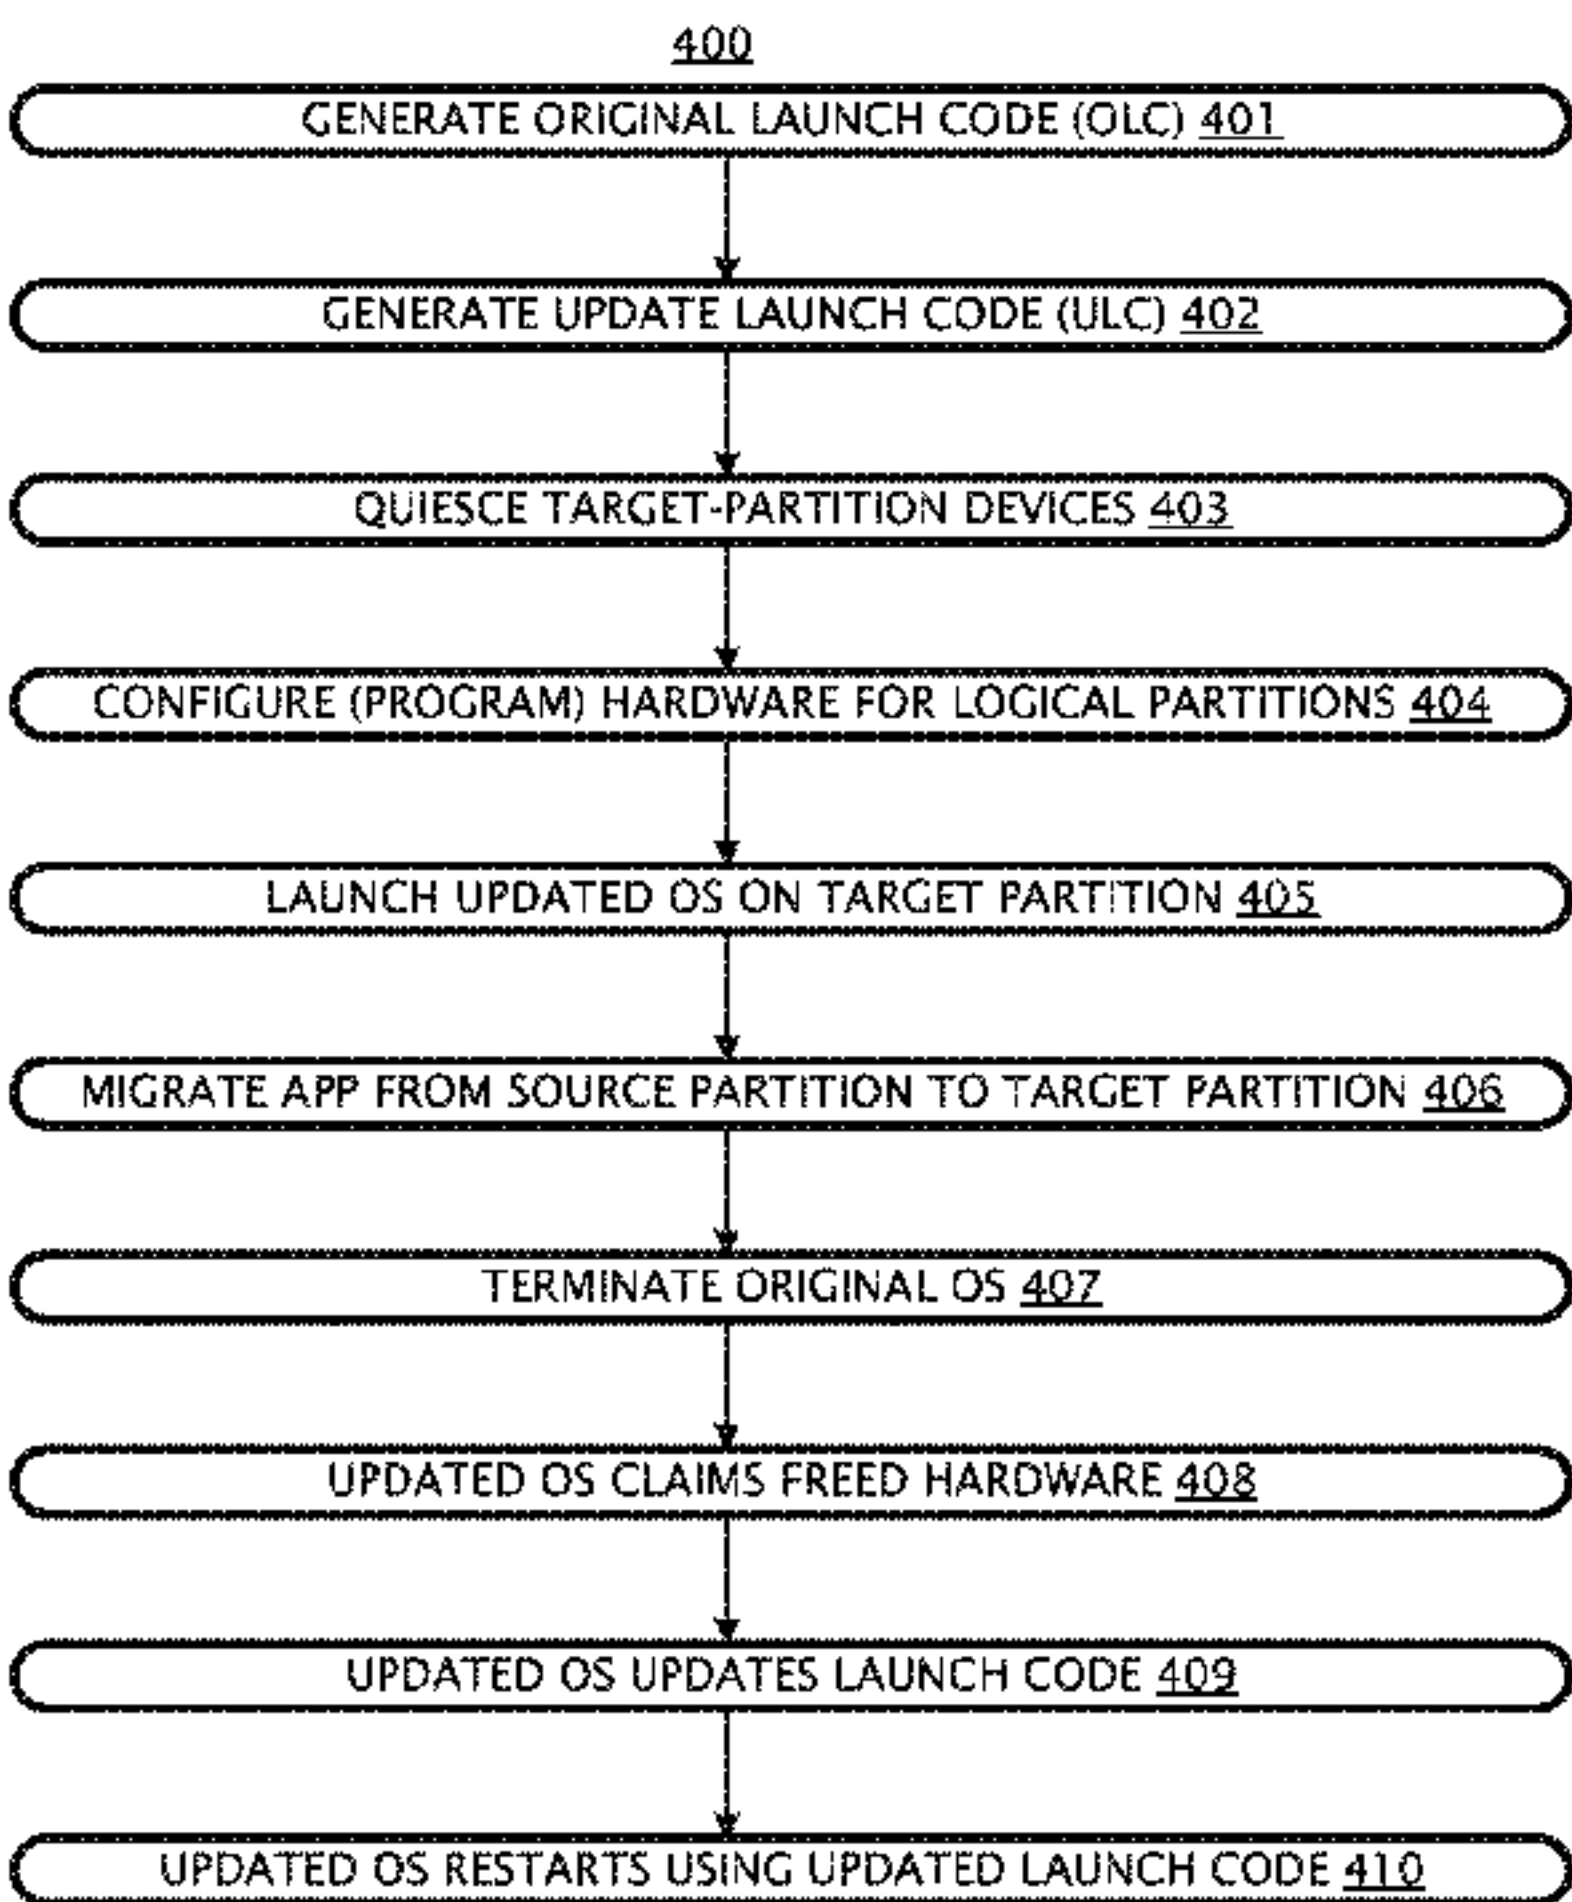 400
GENERATE ORIGINAL LAUNCH CODE (OLC) 401
GENERATE UPDATE LAUNCH CODE (ULC) 402
QUIESCE TARGET-PARTITION DEVICES 403
CONFIGURE (PROGRAM) HARDWARE FOR LOGICAL PARTITIONS 404
LAUNCH UPDATED OS ON TARGET PARTITION 405
MIGRATE APP FROM SOURCE PARTITION TO TARGET PARTITION 406
TERMINATE ORIGINAL OS 407
UPDATED OS CLAIMS FREED HARDWARE 408
UPDATED OS UPDATES LAUNCH CODE 409
UPDATED OS RESTARTS USING UPDATED LAUNCH CODE 410